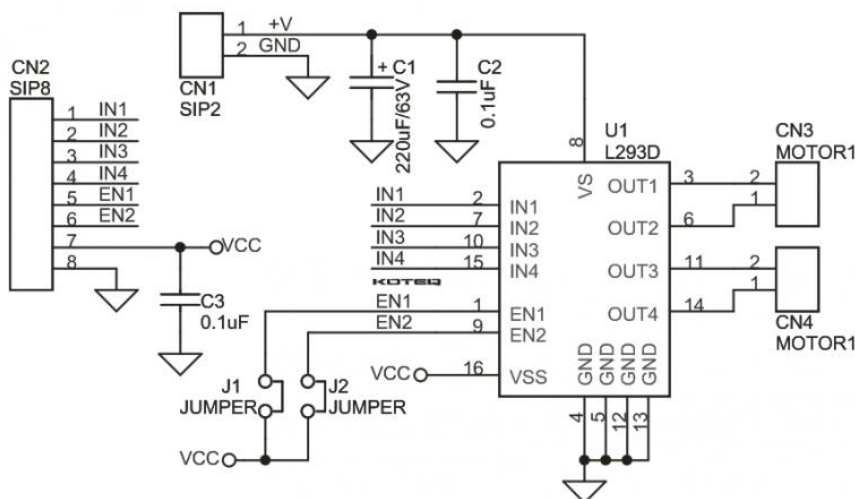 1 +V
2 GND
CN1
SIP2
CN2
SIP8
1 IN1
2 IN2
3 IN3
4 IN4
5 EN1
6 EN2
7
8
VCC
C3
0.1uF
+ C1
220uF/63V
C2
0.1uF
U1
L293D
8
VS
IN1 2 IN1
IN2 7 IN2
IN3 10 IN3
IN4 15 IN4
KOTEQ
EN1 1 EN1
EN2 9 EN2
VCC 16 VSS
OUT1 3 2
OUT2 6 1
OUT3 11 2
OUT4 14 1
CN3
MOTOR1
CN4
MOTOR1
GND GND GND GND
4 5 12 13
J1
JUMPER
J2
JUMPER
VCC